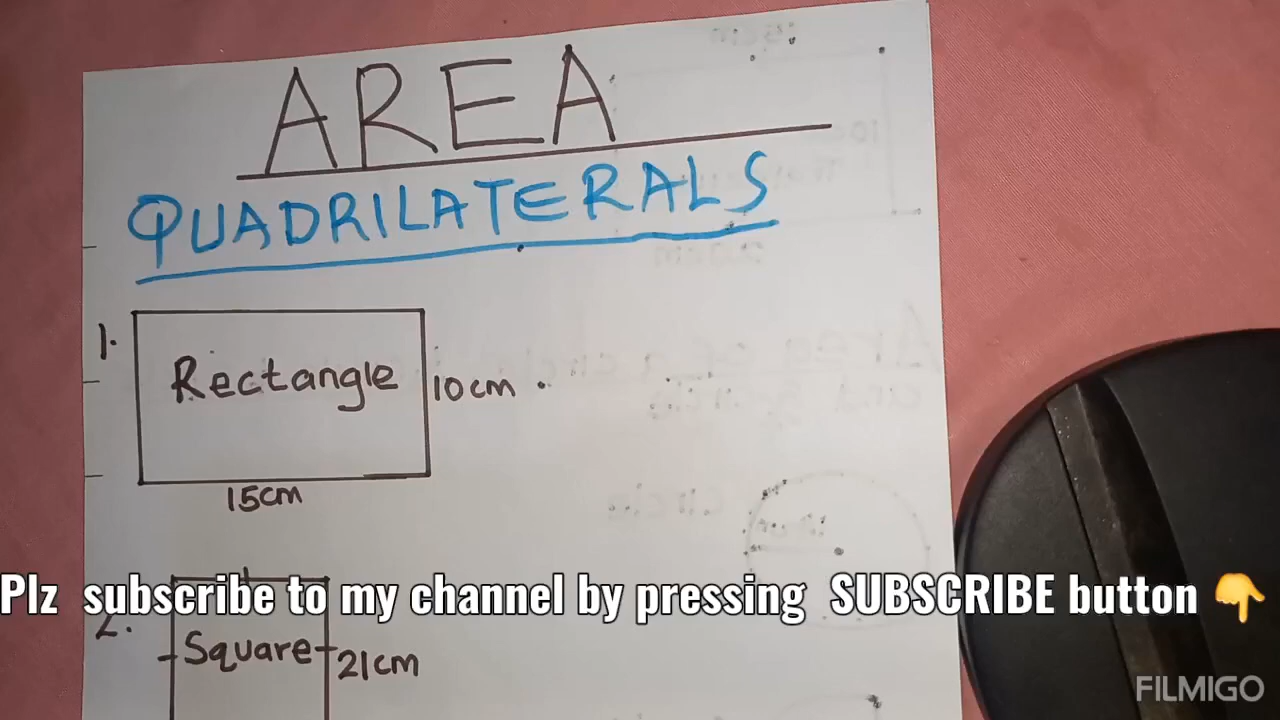 AREA
QUADRILATERALS
1.
Rectangle
10cm
15cm
Plz subscribe to my channel by pressing SUBSCRIBE button 👇
2.
Square
21cm
FILMIGO